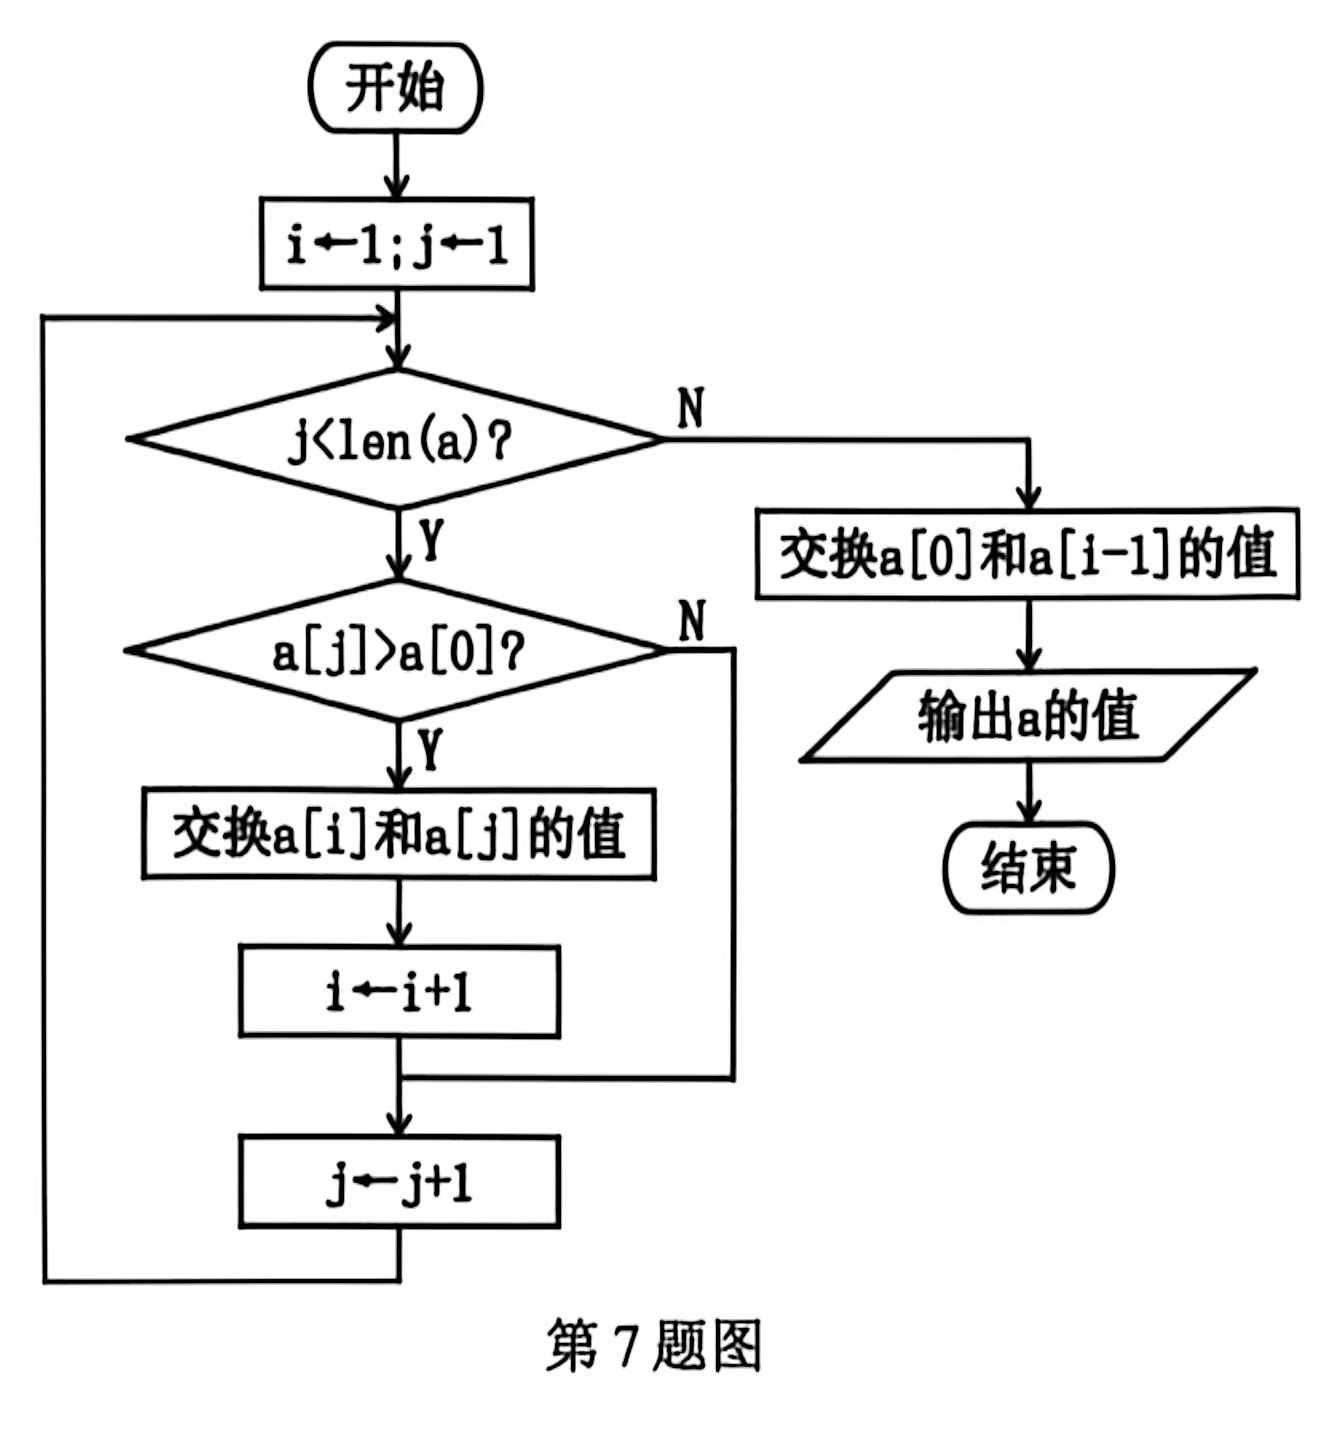 开始
i←1;j←1
j<len(a)?
N
Y
交换a[0]和a[i-1]的值
a[j]>a[0]?
N
输出a的值
Y
交换a[i]和a[j]的值
结束
i←i+1
j←j+1
第7题图